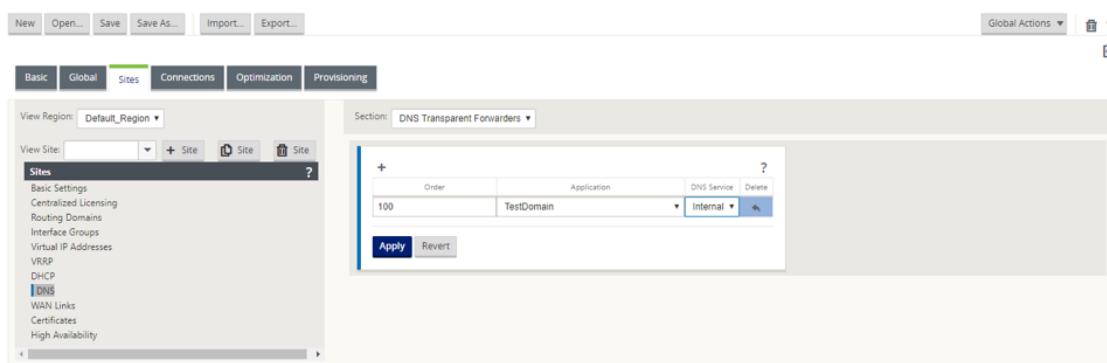 New Open... Save Save As... Import... Export... Global Actions
Basic Global Sites Connections Optimization Provisioning
View Region: Default_Region
Section: DNS Transparent Forwarders
View Site: + Site Site Site
Sites ?
Basic Settings
Centralized Licensing
Routing Domains
Interface Groups
Virtual IP Addresses
VRRP
DHCP
DNS
WAN Links
Certificates
High Availability
+ ?
Order Application DNS Service Delete
100 TestDomain Internal
Apply Revert